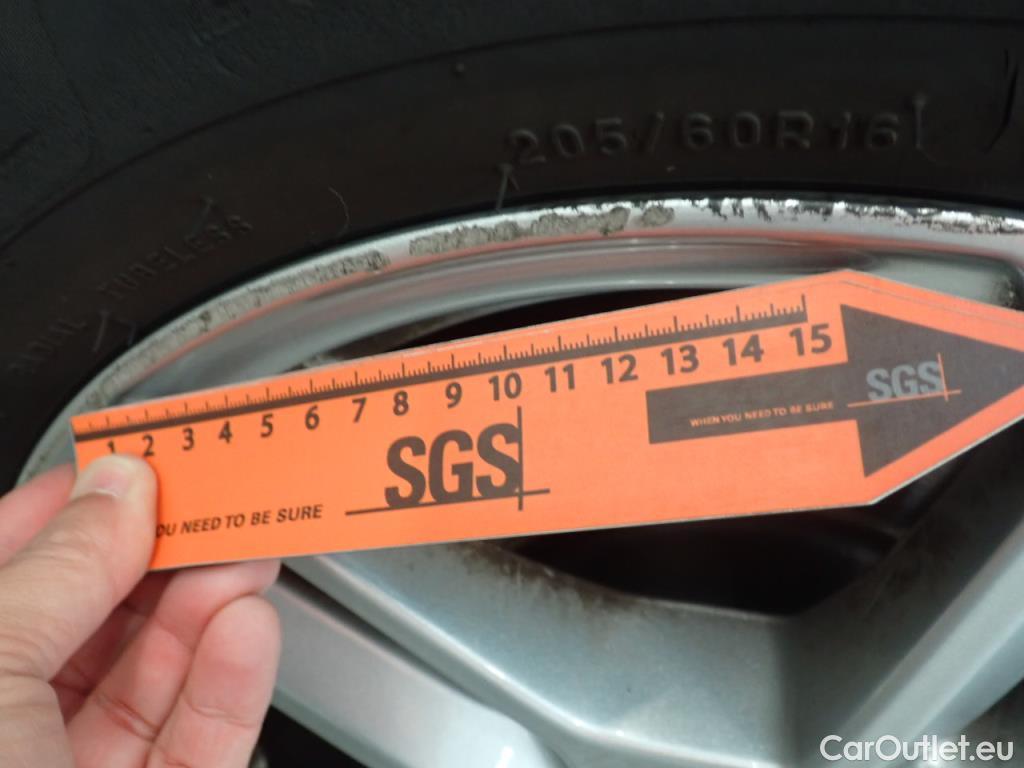 205/60R16
RADIAL TUBELESS
1 2 3 4 5 6 7 8 9 10 11 12 13 14 15
SGS
WHEN YOU NEED TO BE SURE
SGS
OU NEED TO BE SURE
CarOutlet.eu